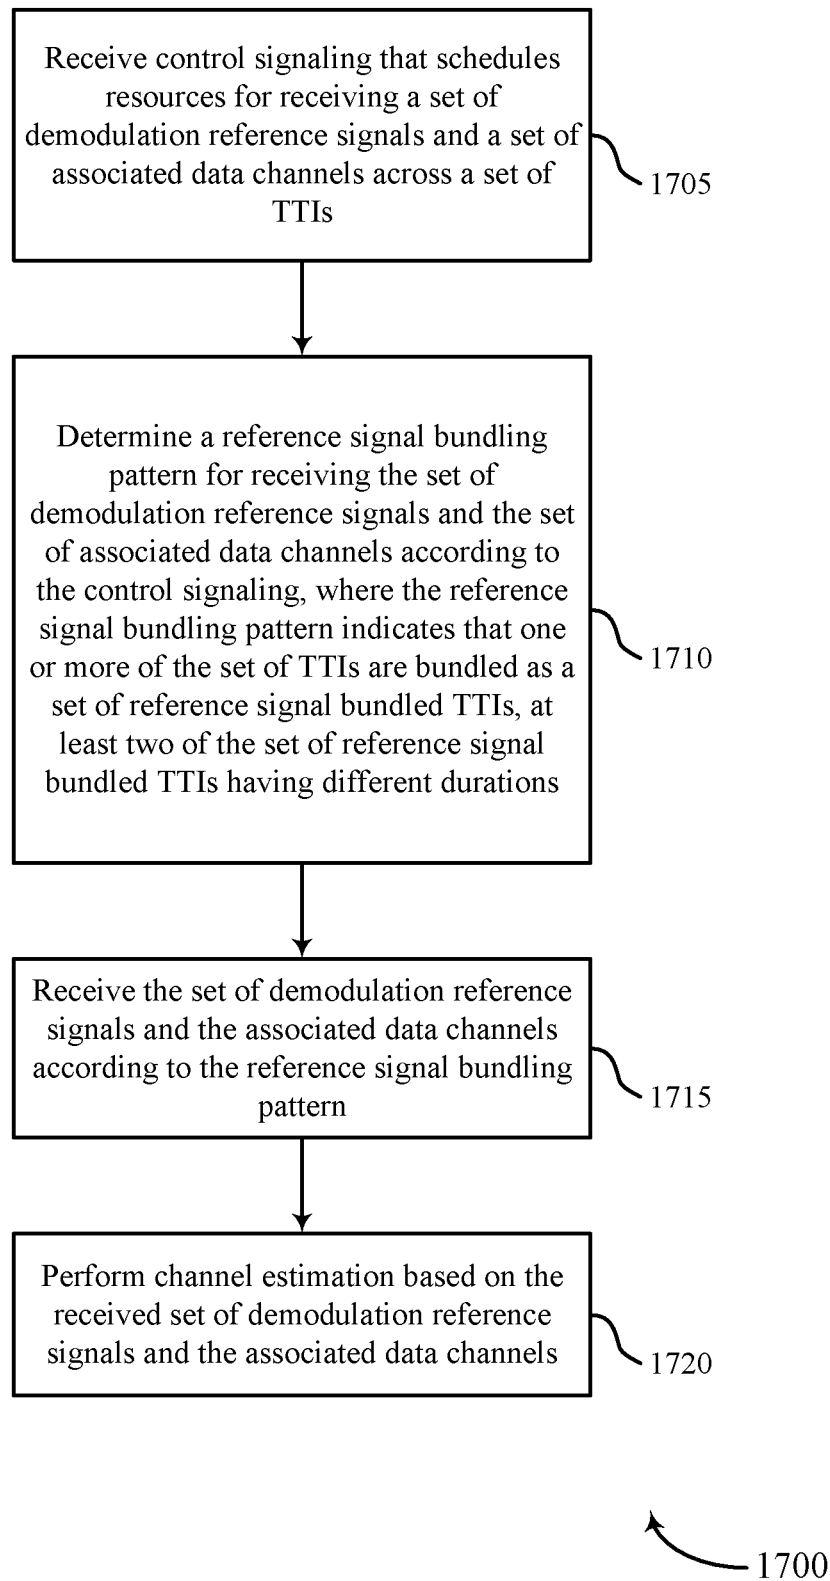 Receive control signaling that schedules
resources for receiving a set of
demodulation reference signals and a set of
associated data channels across a set of
TTIs
1705
Determine a reference signal bundling
pattern for receiving the set of
demodulation reference signals and the set
of associated data channels according to
the control signaling, where the reference
signal bundling pattern indicates that one
or more of the set of TTIs are bundled as a
set of reference signal bundled TTIs, at
least two of the set of reference signal
bundled TTIs having different durations
1710
Receive the set of demodulation reference
signals and the associated data channels
according to the reference signal bundling
pattern
1715
Perform channel estimation based on the
received set of demodulation reference
signals and the associated data channels
1720
1700